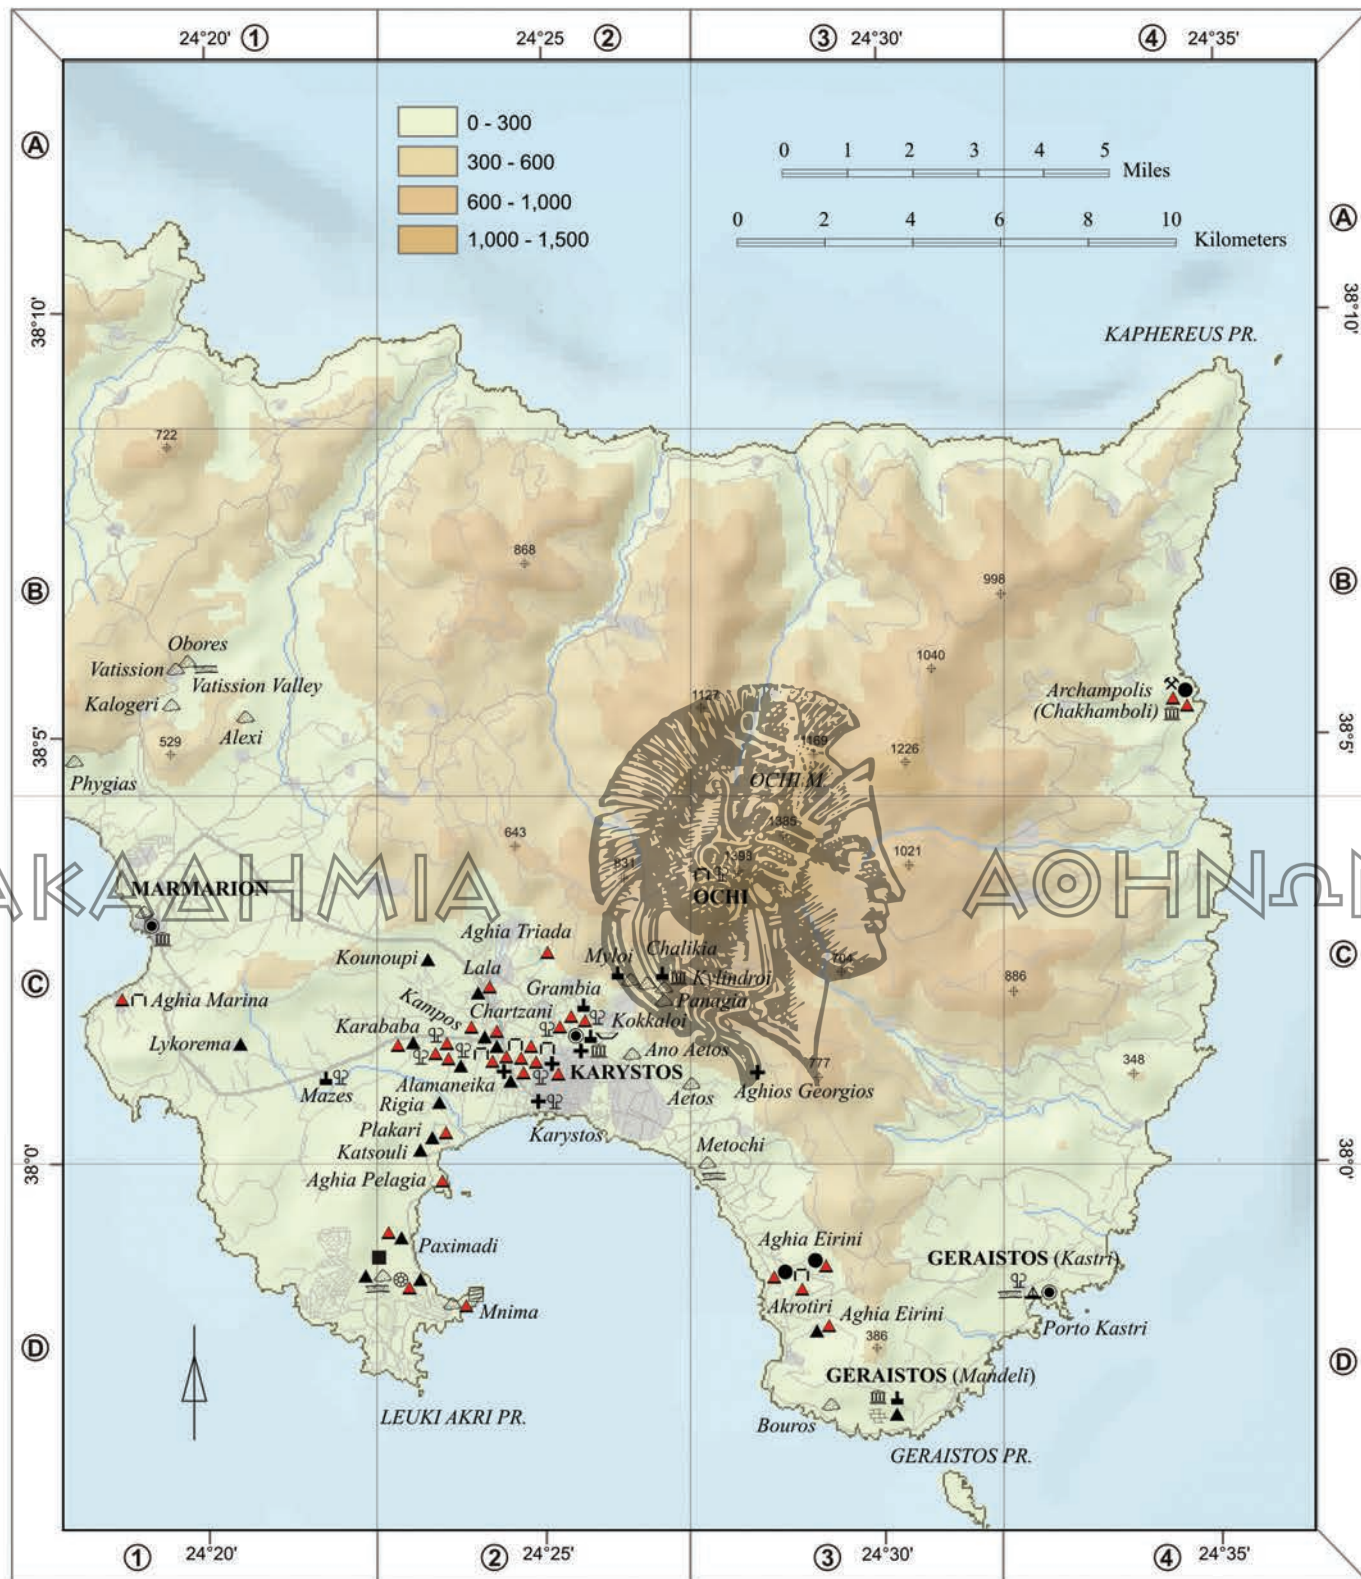 24°20' 1 24°25 2 3 24°30' 4 24°35'
A
0 - 300
300 - 600
600 - 1,000
1,000 - 1,500
0 1 2 3 4 5
Miles
0 2 4 6 8 10
Kilometers
A
38°10'
38°10'
KAPHEREUS PR.
722
868
998
B
B
1040
Obores
Vatission
Vatission Valley
Kalogeri
Alexi
529
Phygias
38°5'
38°5'
1127
1169
1226
OCHI M.
Archampolis
(Chakhamboli)
643
831
1385
1398
1021
ΑΚΑΔΗΜΙΑ
ΑΘΗΝΩΝ
MARMARION
OCHI
704
886
C
C
Aghia Triada
Kounoupi
Lala
Myloi
Chalikia
Kylindroi
Panagia
Grambia
Aghia Marina
Kampos
Chartzani
Kokkaloi
Karababa
Lykorema
Ano Aetos
KARYSTOS
777
348
Mazes
Alamaneika
Aetos
Aghios Georgios
Rigia
Plakari
Karystos
Katsouli
Metochi
38°0'
38°0'
Aghia Pelagia
Paximadi
Aghia Eirini
GERAISTOS (Kastri)
Mnima
Akrotiri
Aghia Eirini
Porto Kastri
386
D
D
GERAISTOS (Mandeli)
LEUKI AKRI PR.
Bouros
GERAISTOS PR.
1 24°20' 2 24°25' 3 24°30' 4 24°35'